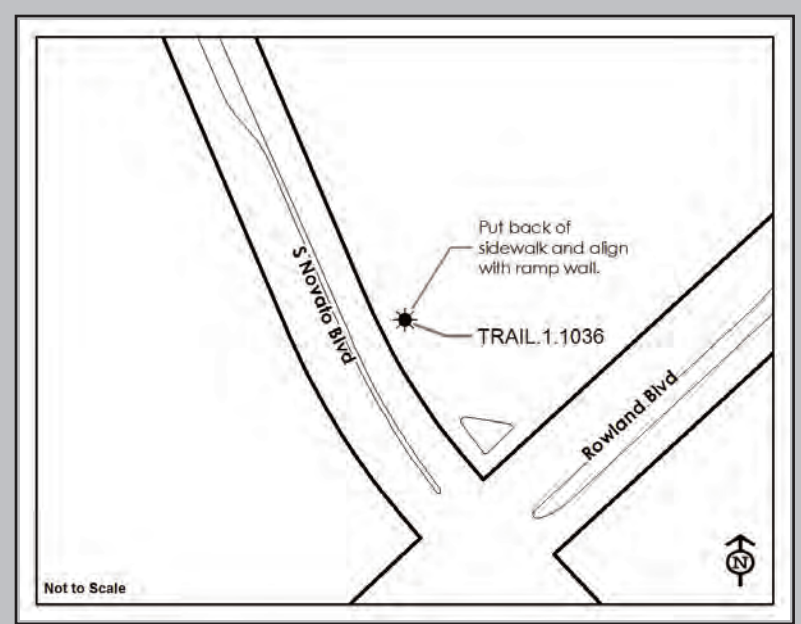 Put back of
sidewalk and align
with ramp wall.
S Novato Blvd
TRAIL.1.1036
Rowland Blvd
Not to Scale
N